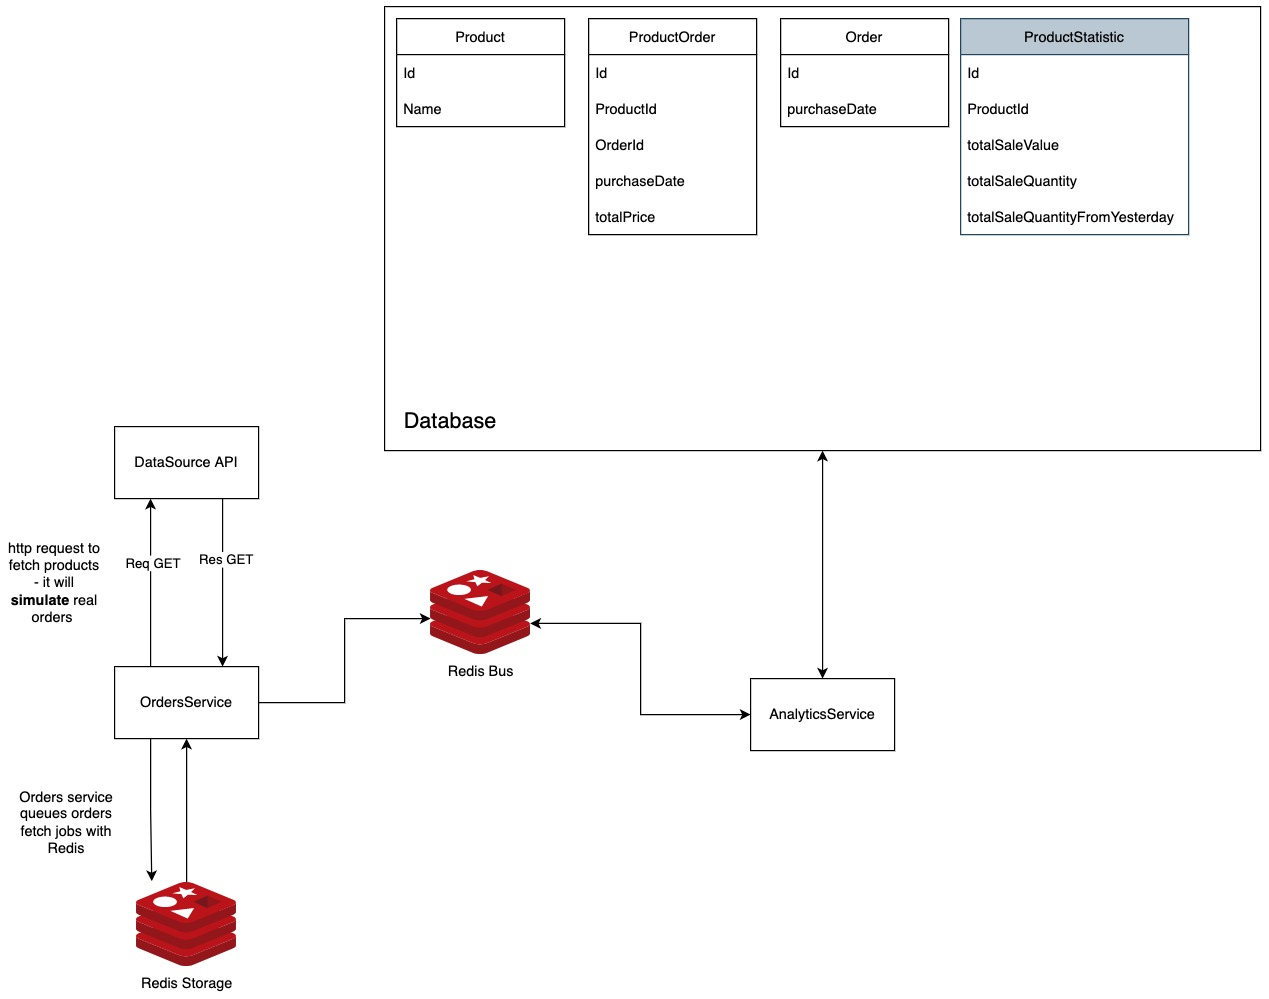 Product
Id
Name
ProductOrder
Id
ProductId
OrderId
purchaseDate
totalPrice
Order
Id
purchaseDate
ProductStatistic
Id
ProductId
totalSaleValue
totalSaleQuantity
totalSaleQuantityFromYesterday
Database
DataSource API
http request to
fetch products
- it will
simulate real
orders
Req GET
Res GET
OrdersService
Redis Bus
AnalyticsService
Orders service
queues orders
fetch jobs with
Redis
Redis Storage